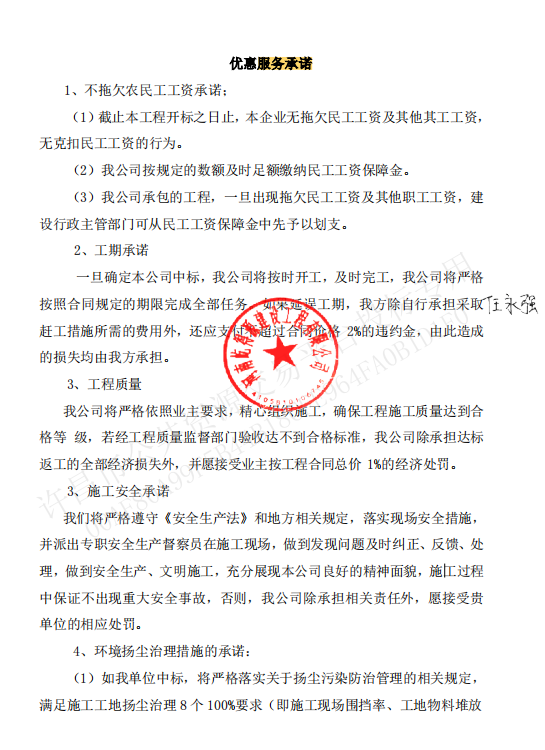 优惠服务承诺
1、不拖欠农民工工资承诺；
（1）截止本工程开标之日止，本企业无拖欠民工工资及其他其工工资，
无克扣民工工资的行为。
（2）我公司按规定的数额及时足额缴纳民工工资保障金。
（3）我公司承包的工程，一旦出现拖欠民工工资及其他职工工资，建
设行政主管部门可从民工工资保障金中先予以划支。
2、工期承诺
一旦确定本公司中标，我公司将按时开工，及时完工，我公司将严格
按照合同规定的期限完成全部任务。如果延误工期，我方除自行承担采取
任永强
赶工措施所需的费用外，还应支付不超过合同价格 2%的违约金，由此造成
的损失均由我方承担。
3、工程质量
我公司将严格依照业主要求，精心组织施工，确保工程施工质量达到合
格等 级，若经工程质量监督部门验收达不到合格标准，我公司除承担达标
返工的全部经济损失外，并愿接受业主按工程合同总价 1%的经济处罚。
3、施工安全承诺
我们将严格遵守《安全生产法》和地方相关规定，落实现场安全措施，
并派出专职安全生产督察员在施工现场，做到发现问题及时纠正、反馈、处
理，做到安全生产、文明施工，充分展现本公司良好的精神面貌，施工过程
中保证不出现重大安全事故，否则，我公司除承担相关责任外，愿接受贵
单位的相应处罚。
4、环境扬尘治理措施的承诺：
（1）如我单位中标，将严格落实关于扬尘污染防治管理的相关规定，
满足施工工地扬尘治理 8 个 100%要求（即施工现场围挡率、工地物料堆放